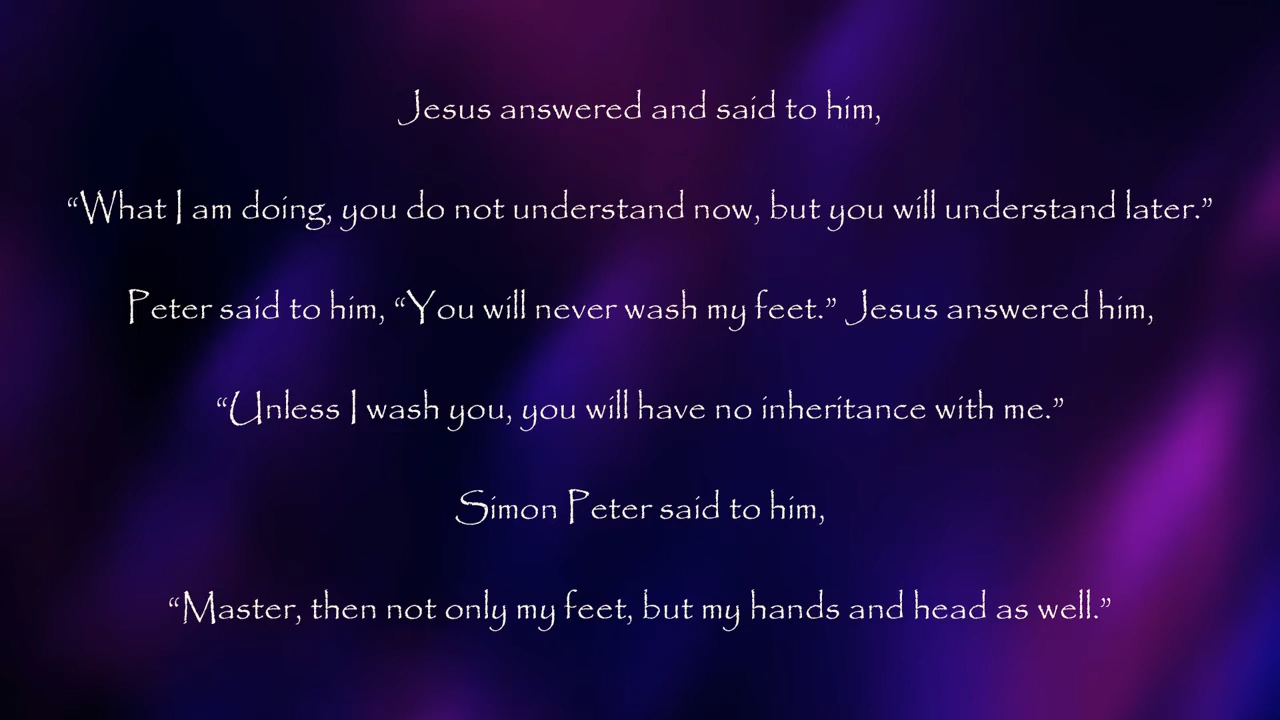 Jesus answered and said to him,
“What I am doing, you do not understand now, but you will understand later.”
Peter said to him, “You will never wash my feet.” Jesus answered him,
“Unless I wash you, you will have no inheritance with me.”
Simon Peter said to him,
“Master, then not only my feet, but my hands and head as well.”